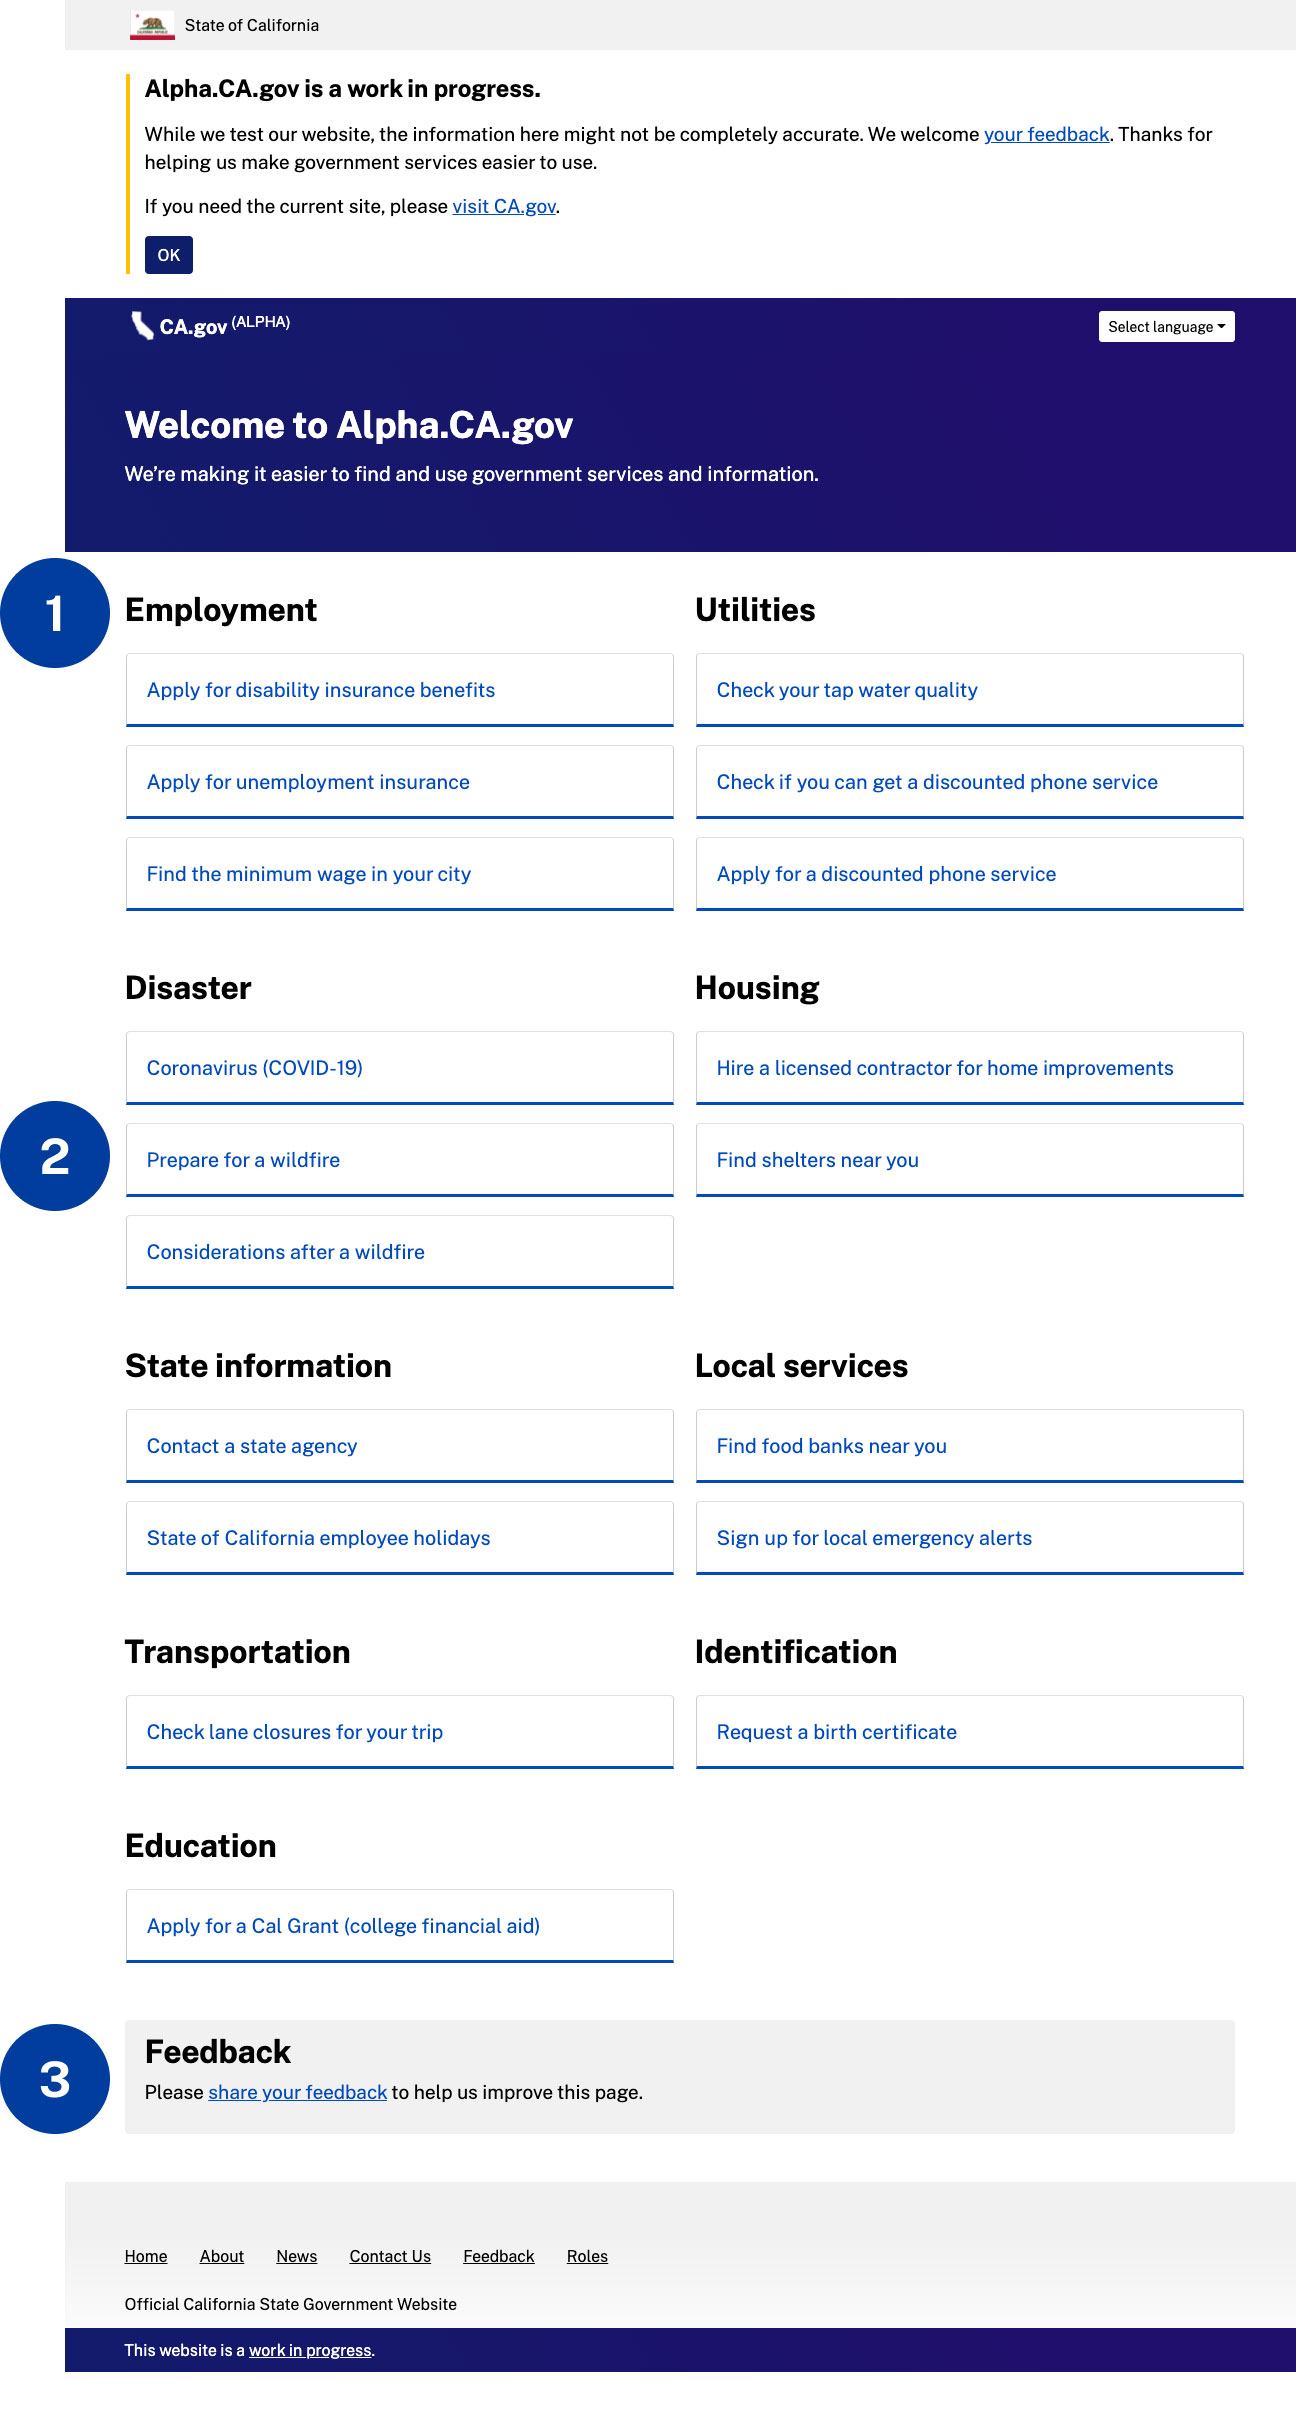 State of California
Alpha.CA.gov is a work in progress.
While we test our website, the information here might not be completely accurate. We welcome your feedback. Thanks for
helping us make government services easier to use.
If you need the current site, please visit CA.gov.
OK
CA.gov (ALPHA)
Select language
Welcome to Alpha.CA.gov
We’re making it easier to find and use government services and information.
1
Employment
Apply for disability insurance benefits
Apply for unemployment insurance
Find the minimum wage in your city
Utilities
Check your tap water quality
Check if you can get a discounted phone service
Apply for a discounted phone service
Disaster
Coronavirus (COVID-19)
2
Prepare for a wildfire
Considerations after a wildfire
Housing
Hire a licensed contractor for home improvements
Find shelters near you
State information
Contact a state agency
State of California employee holidays
Local services
Find food banks near you
Sign up for local emergency alerts
Transportation
Check lane closures for your trip
Identification
Request a birth certificate
Education
Apply for a Cal Grant (college financial aid)
3
Feedback
Please share your feedback to help us improve this page.
Home About News Contact Us Feedback Roles
Official California State Government Website
This website is a work in progress.